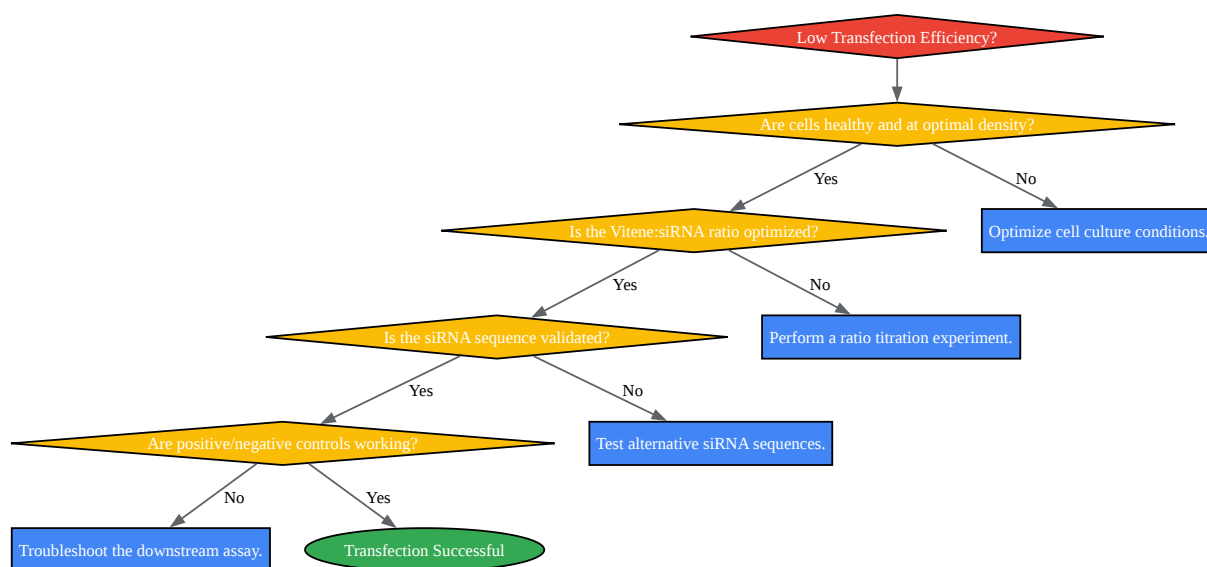 Low Transfection Efficiency?
Are cells healthy and at optimal density?
Yes
No
Is the Vitene:siRNA ratio optimized?
Optimize cell culture conditions.
Yes
No
Is the siRNA sequence validated?
Perform a ratio titration experiment.
Yes
No
Are positive/negative controls working?
Test alternative siRNA sequences.
No
Yes
Troubleshoot the downstream assay.
Transfection Successful